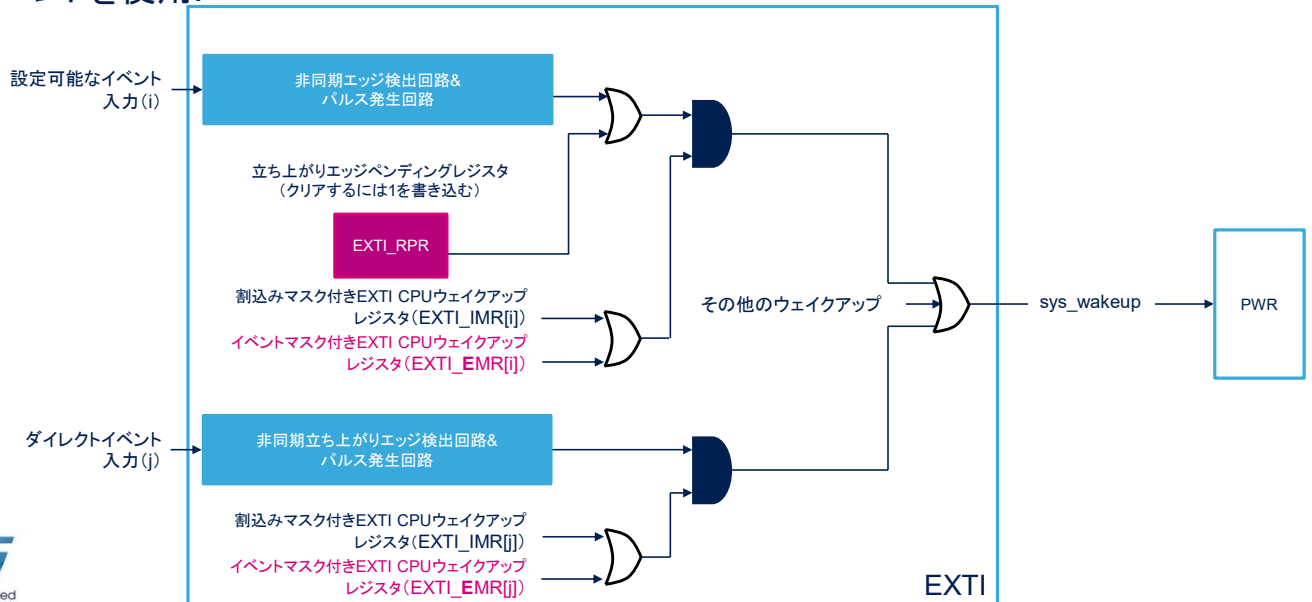 設定可能なイベント
入力(i)
非同期エッジ検出回路&
パルス発生回路
立ち上がりエッジペンディングレジスタ
(クリアするには1を書き込む)
EXTI_RPR
割込みマスク付きEXTI CPUウェイクアップ
レジスタ(EXTI_IMR[i])
イベントマスク付きEXTI CPUウェイクアップ
レジスタ(EXTI_EMR[i])
その他のウェイクアップ
sys_wakeup
PWR
ダイレクトイベント
入力(j)
非同期立ち上がりエッジ検出回路&
パルス発生回路
割込みマスク付きEXTI CPUウェイクアップ
レジスタ(EXTI_IMR[j])
イベントマスク付きEXTI CPUウェイクアップ
レジスタ(EXTI_EMR[j])
EXTI